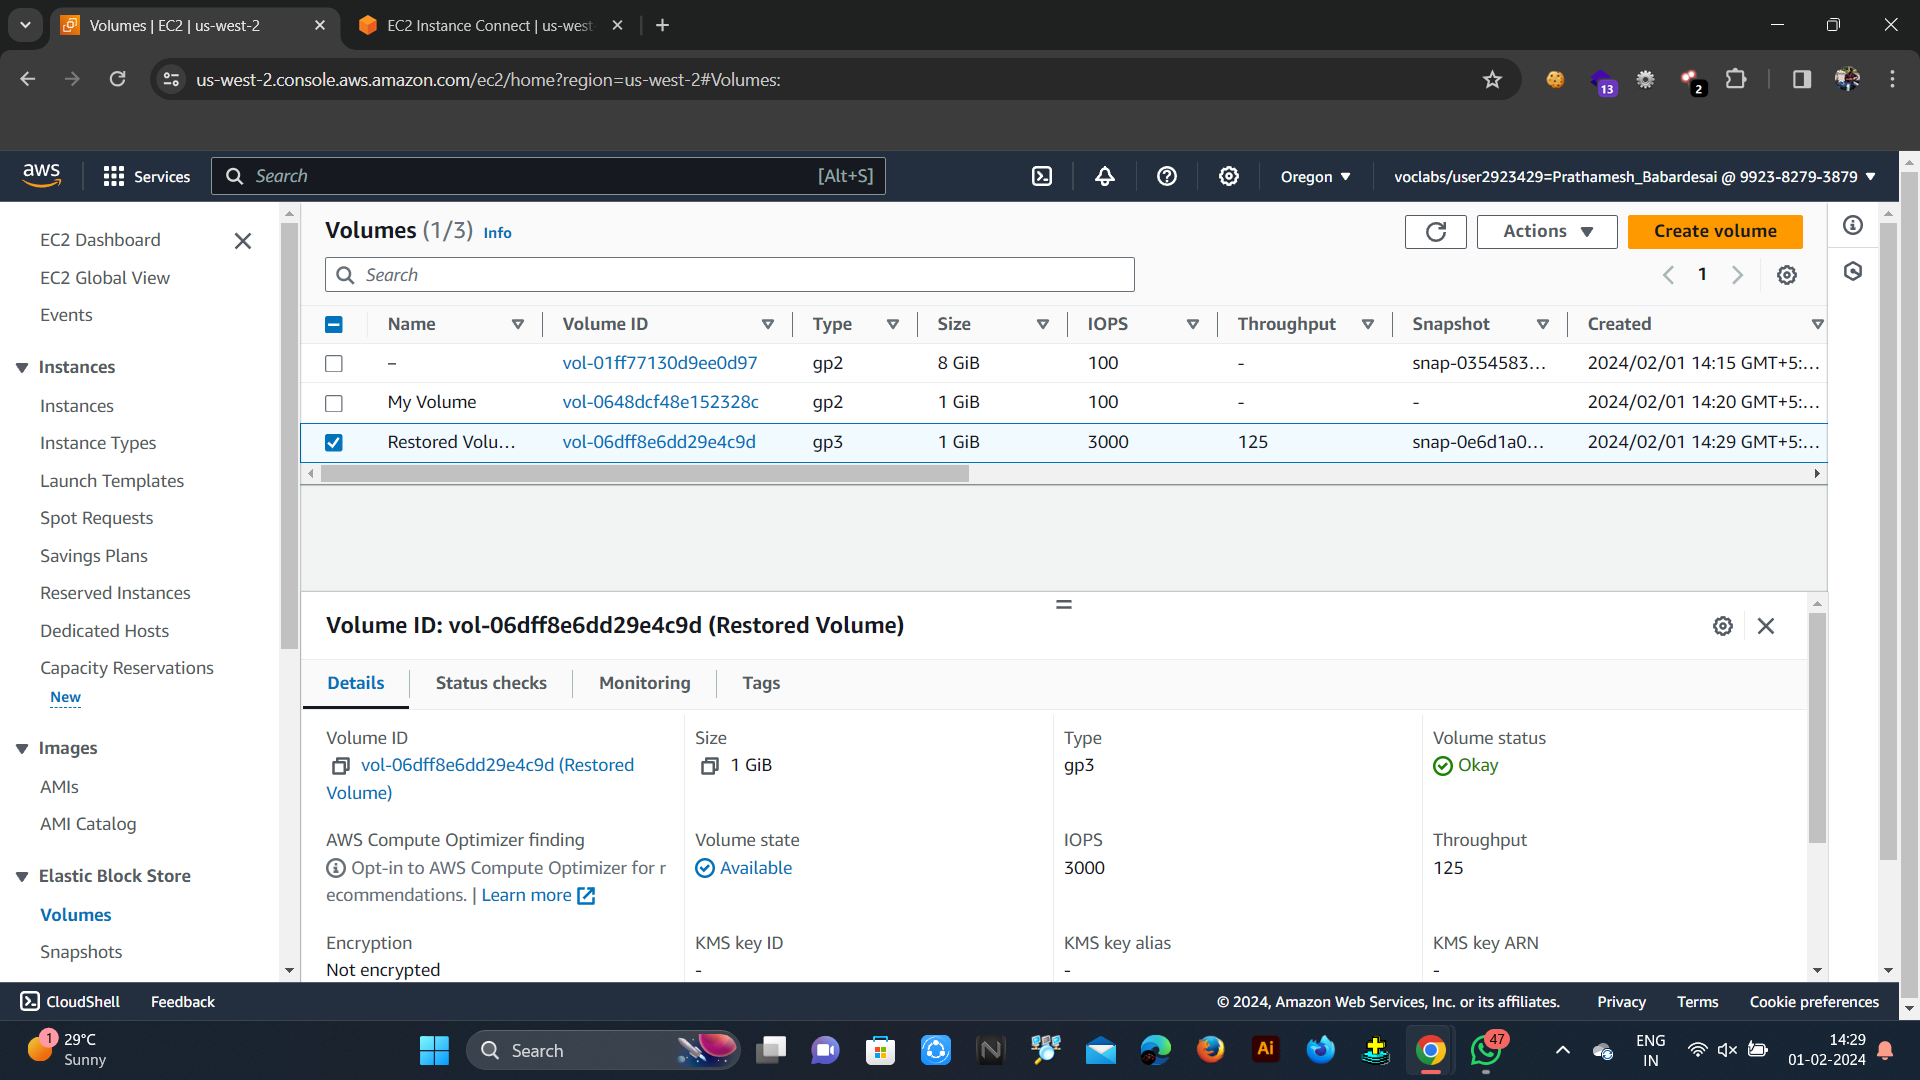 Volumes | EC2 | us-west-2
EC2 Instance Connect | us-west-
us-west-2.console.aws.amazon.com/ec2/home?region=us-west-2#Volumes:
13
2
aws
Services
Search
[Alt+S]
Oregon
voclabs/user2923429=Prathamesh_Babardesai @ 9923-8279-3879
EC2 Dashboard
EC2 Global View
Events
Instances
Instances
Instance Types
Launch Templates
Spot Requests
Savings Plans
Reserved Instances
Dedicated Hosts
Capacity Reservations
New
Images
AMIs
AMI Catalog
Elastic Block Store
Volumes
Snapshots
Volumes (1/3) Info
Actions
Create volume
Search
1
Name Volume ID Type Size IOPS Throughput Snapshot Created
– vol-01ff77130d9ee0d97 gp2 8 GiB 100 - snap-0354583... 2024/02/01 14:15 GMT+5:...
My Volume vol-0648dcf48e152328c gp2 1 GiB 100 - - 2024/02/01 14:20 GMT+5:...
Restored Volu... vol-06dff8e6dd29e4c9d gp3 1 GiB 3000 125 snap-0e6d1a0... 2024/02/01 14:29 GMT+5:...
Volume ID: vol-06dff8e6dd29e4c9d (Restored Volume)
Details Status checks Monitoring Tags
Volume ID
vol-06dff8e6dd29e4c9d (Restored
Volume)
Size
1 GiB
Type
gp3
Volume status
Okay
AWS Compute Optimizer finding
Opt-in to AWS Compute Optimizer for r
ecommendations. | Learn more
Volume state
Available
IOPS
3000
Throughput
125
Encryption
Not encrypted
KMS key ID
-
KMS key alias
-
KMS key ARN
-
CloudShell
Feedback
© 2024, Amazon Web Services, Inc. or its affiliates.
Privacy
Terms
Cookie preferences
1
29°C
Sunny
Search
Ai
47
ENG
IN
14:29
01-02-2024